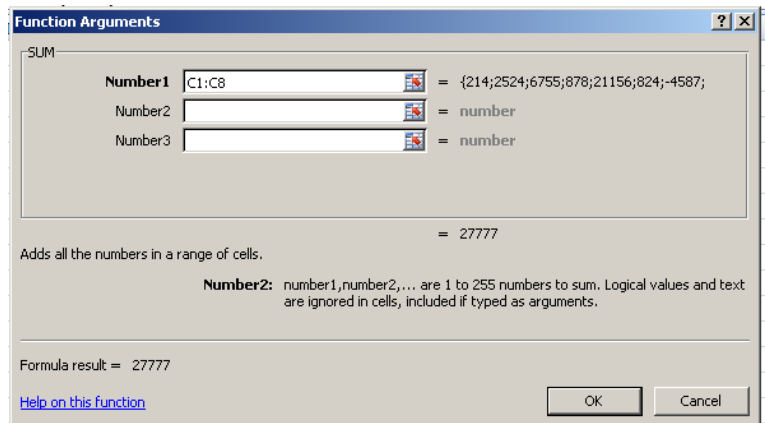 Function Arguments
SUM
Number1 C1:C8 = {214;2524;6755;878;21156;824;-4587;
Number2 = number
Number3 = number
= 27777
Adds all the numbers in a range of cells.
Number2: number1,number2,... are 1 to 255 numbers to sum. Logical values and text
are ignored in cells, included if typed as arguments.
Formula result = 27777
Help on this function
OK Cancel